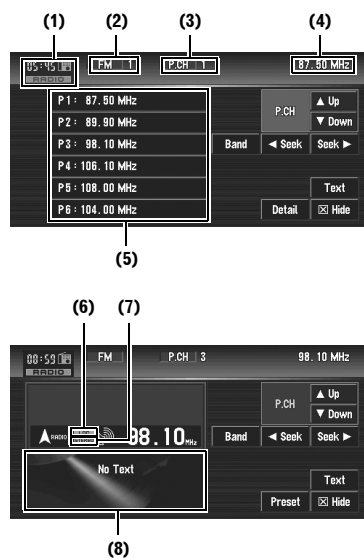 (1) (2) (3) (4)
05:45 FM 1 P.CH 1 87.50 MHz
RADIO
P1: 87.50 MHz
P2: 89.90 MHz
P3: 98.10 MHz
P4: 106.10 MHz
P5: 108.00 MHz
P6: 104.00 MHz
P.CH ▲ Up
▼ Down
Band ◄ Seek Seek ►
Text
Detail Hide
(5)
(6) (7)
08:59 FM P.CH 3 98.10 MHz
RADIO
P.CH ▲ Up
▼ Down
RADIO 98.10 MHz Band ◄ Seek Seek ►
No Text
Text
Preset Hide
(8)